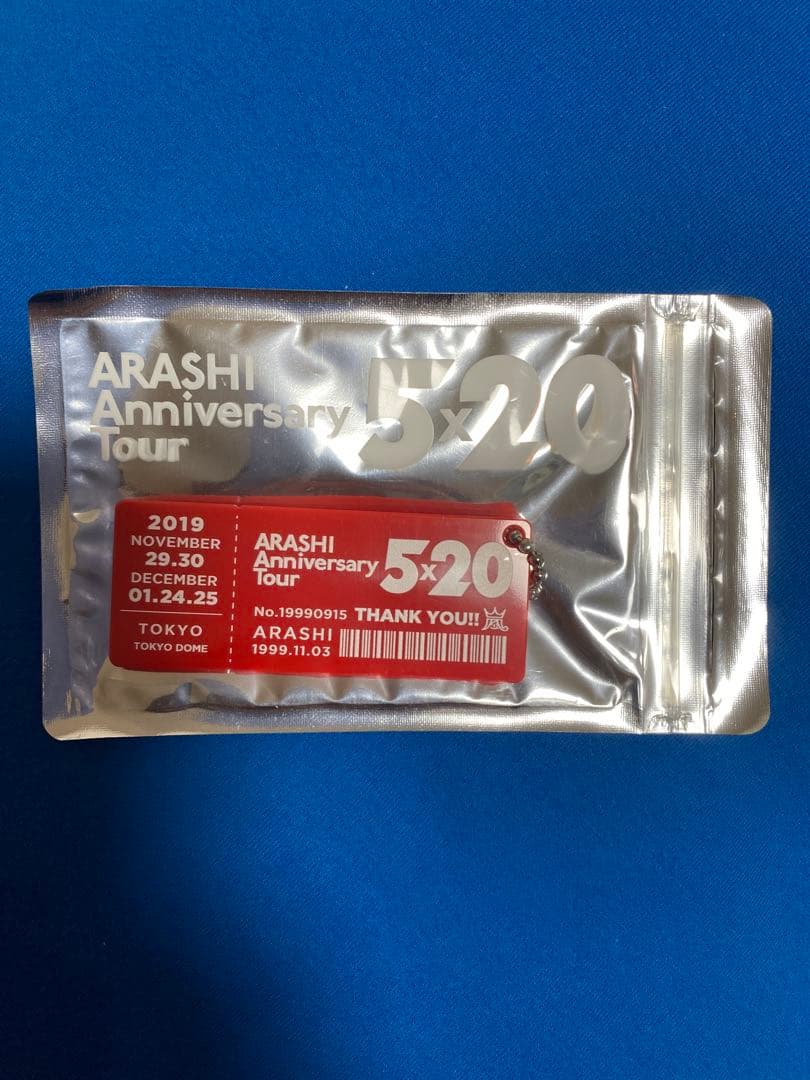 ARASHI
Anniversary
Tour
5x20
2019
NOVEMBER
29.30
DECEMBER
01.24.25
TOKYO
TOKYO DOME
ARASHI
Anniversary
Tour
5x20
No.19990915 THANK YOU!! 嵐
ARASHI
1999.11.03